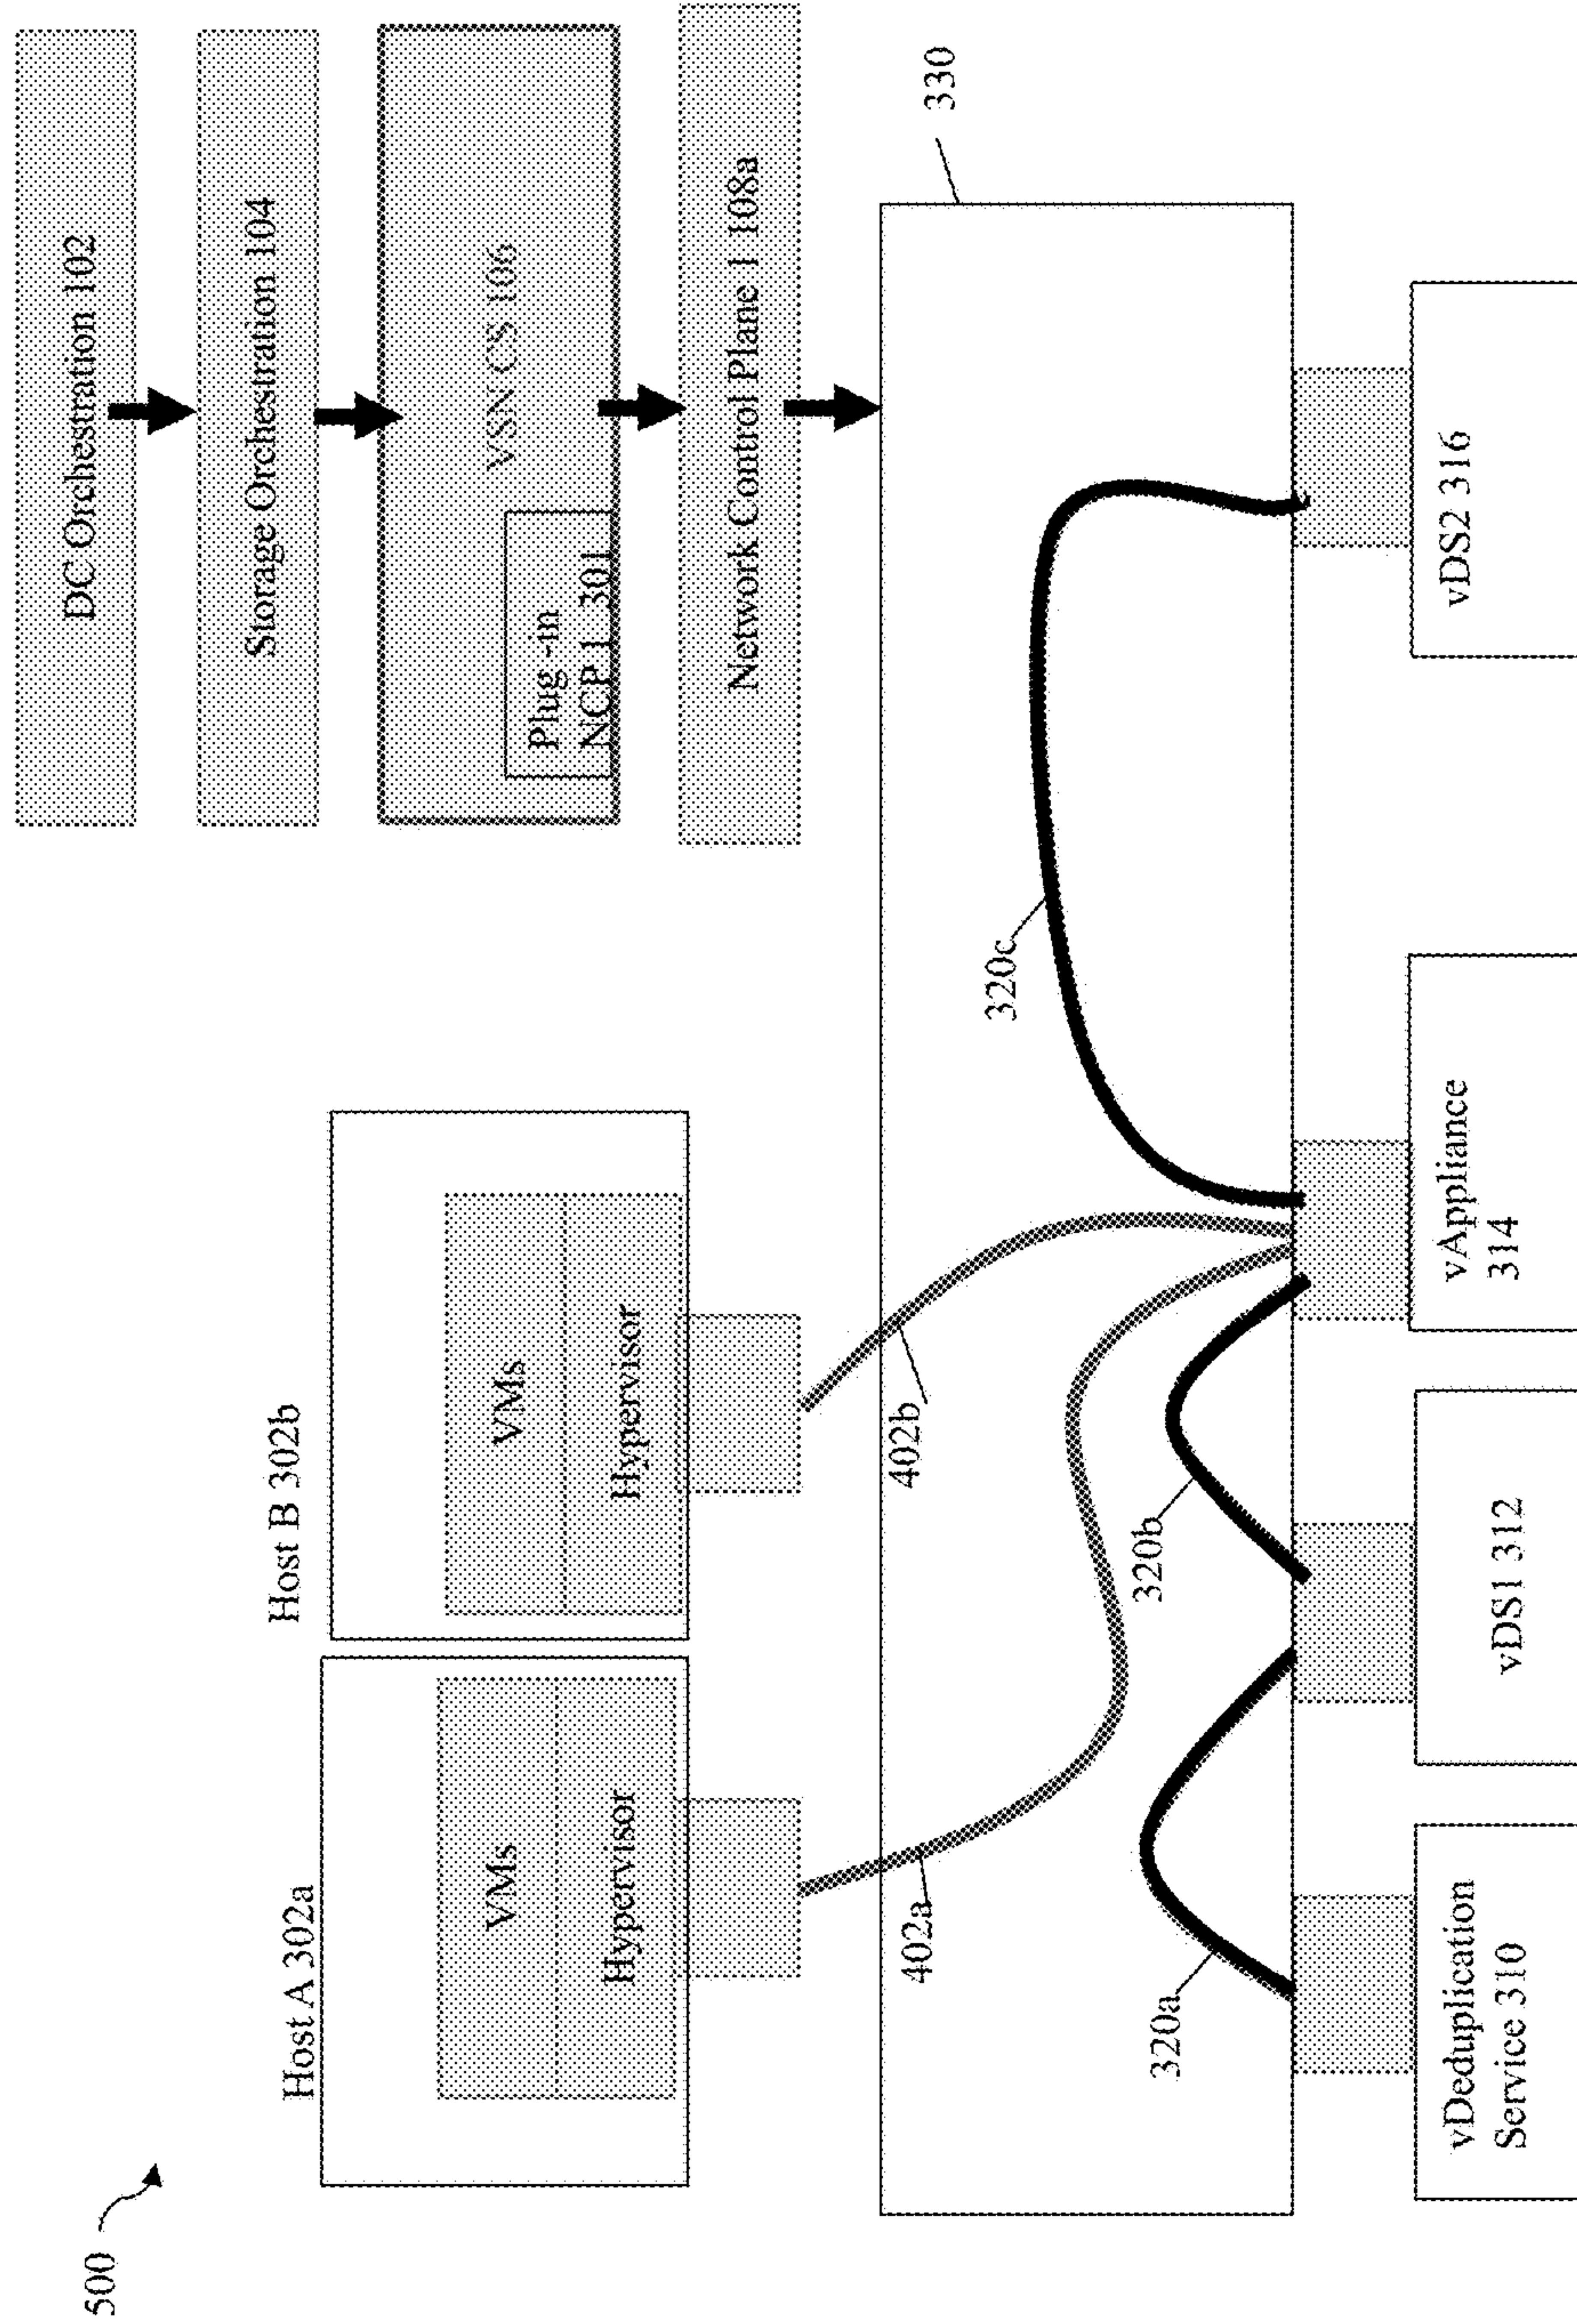 500
Host A 302a
VMs
Hypervisor
Host B 302b
VMs
Hypervisor
DC Orchestration 102
Storage Orchestration 104
VSN CS 106
Plug -in
NCP 1 301
Network Control Plane 1 108a
330
402a
402b
320a
320b
320c
vDeduplication
Service 310
vDS1 312
vAppliance
314
vDS2 316